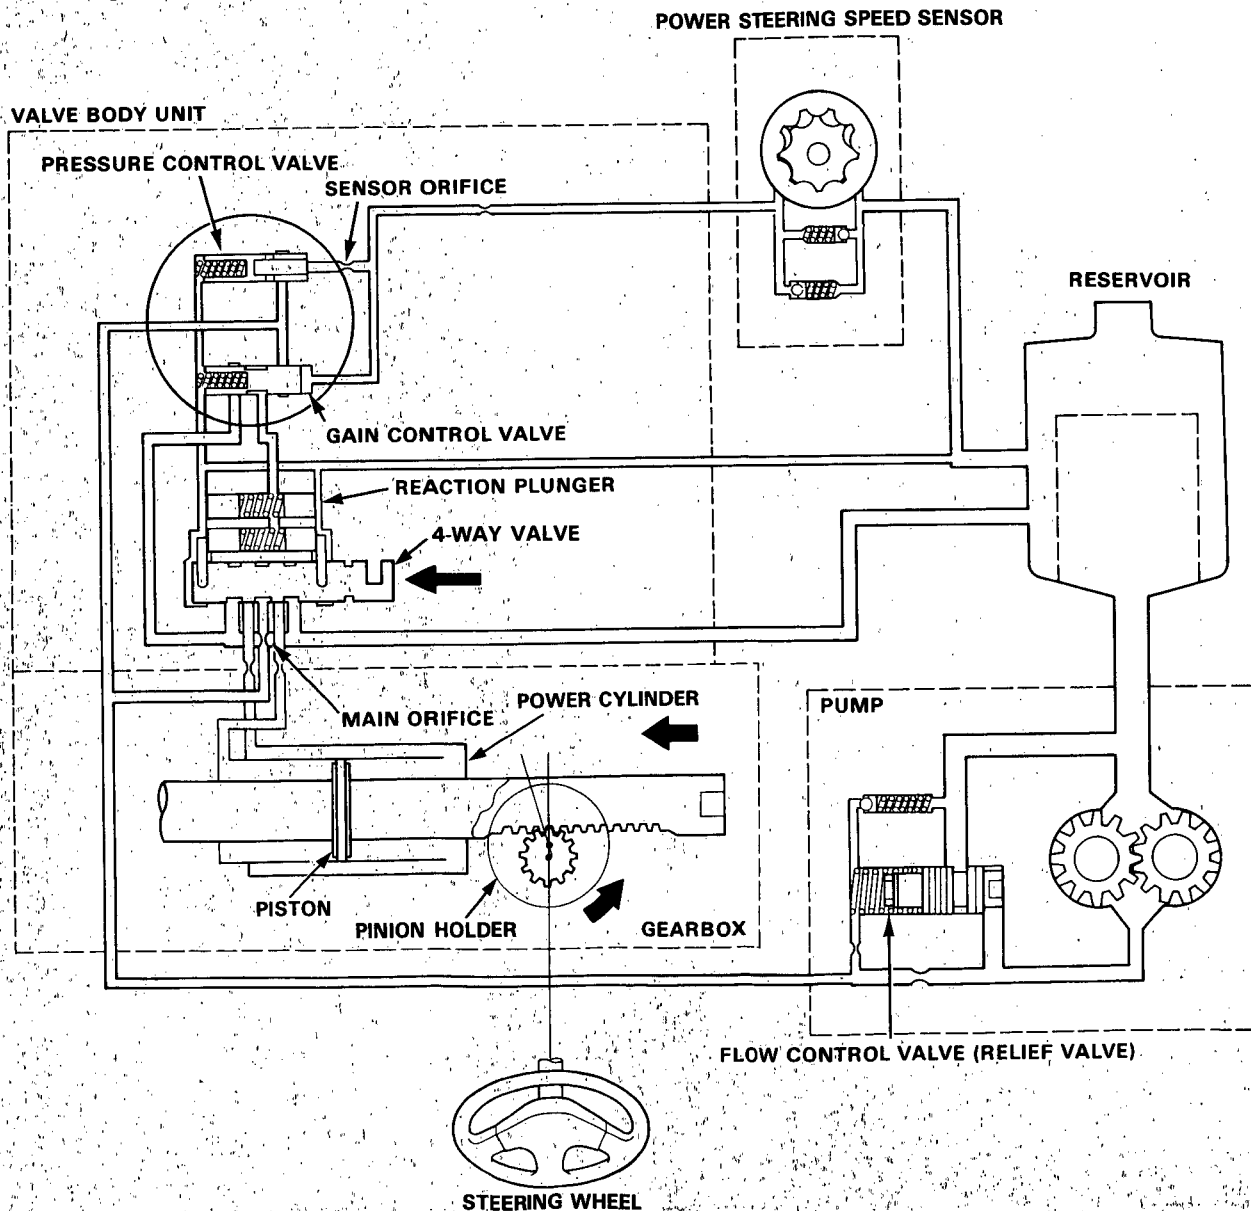 POWER STEERING SPEED SENSOR
VALVE BODY UNIT
PRESSURE CONTROL VALVE
SENSOR ORIFICE
RESERVOIR
GAIN CONTROL VALVE
REACTION PLUNGER
4-WAY VALVE
POWER CYLINDER
MAIN ORIFICE
PUMP
PISTON
PINION HOLDER
GEARBOX
FLOW CONTROL VALVE (RELIEF VALVE)
STEERING WHEEL